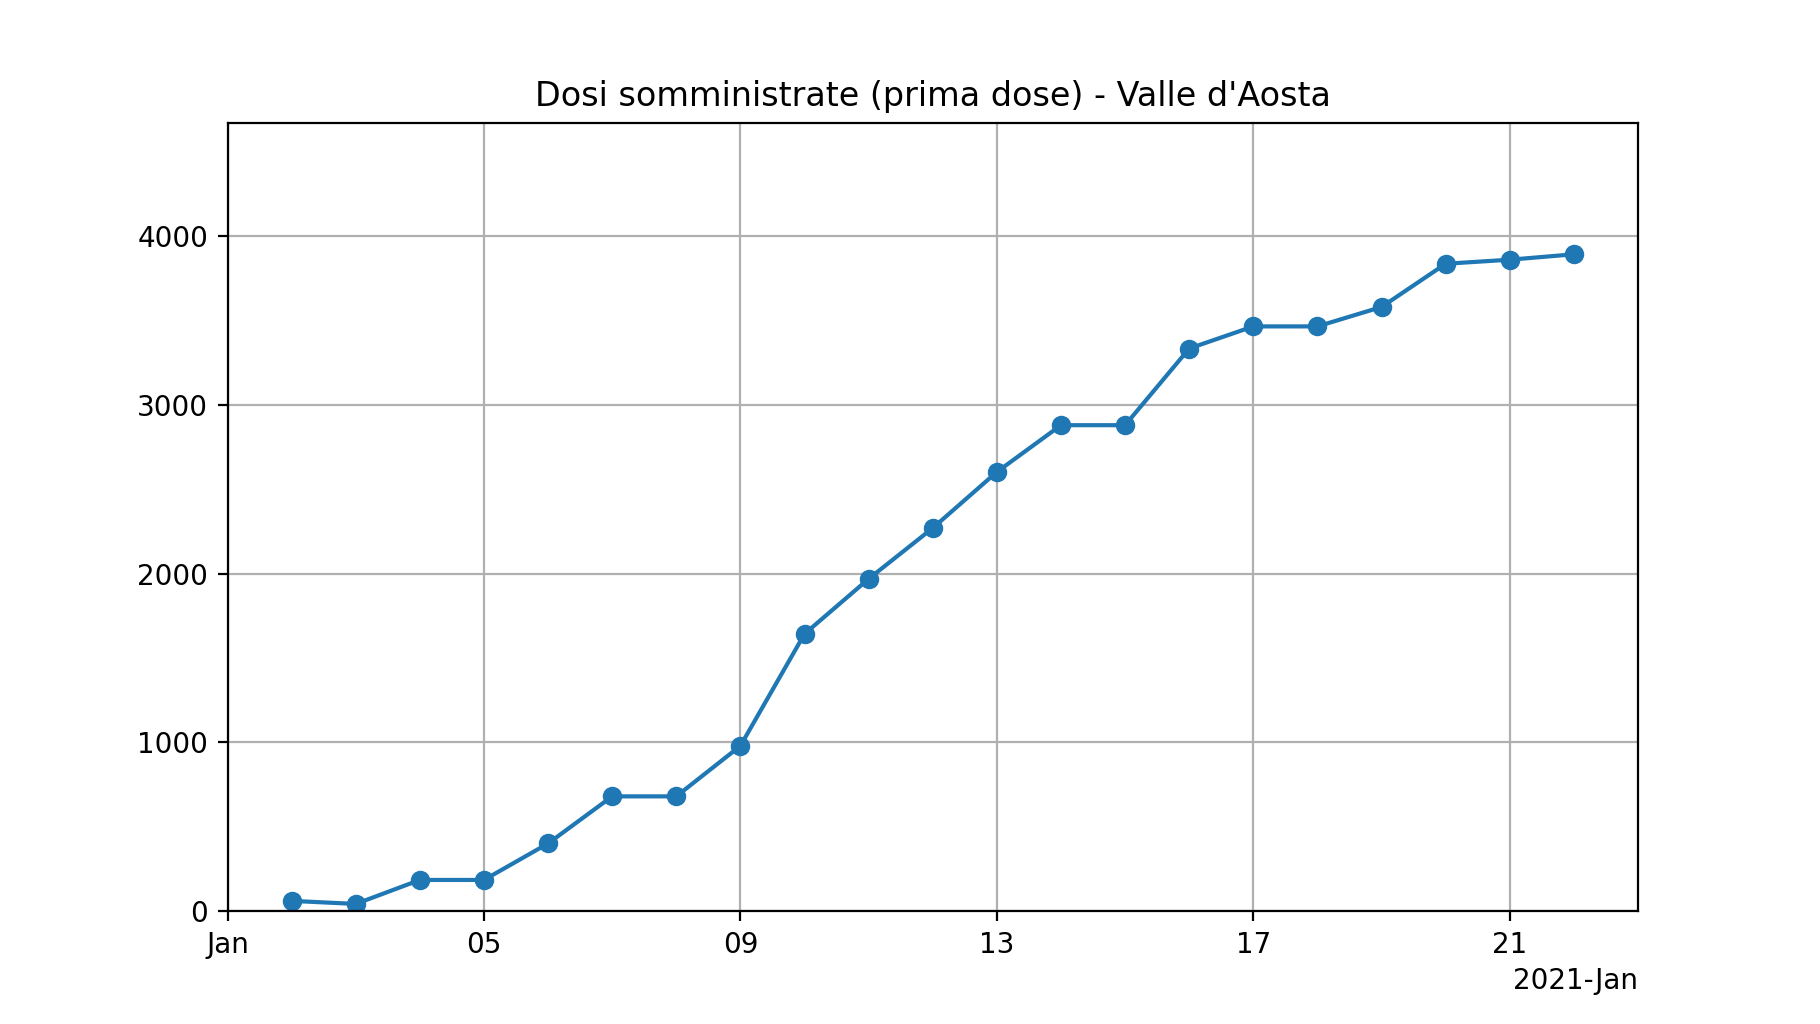 Dosi somministrate (prima dose) - Valle d'Aosta
4000
3000
2000
1000
0
Jan 05 09 13 17 21
2021-Jan